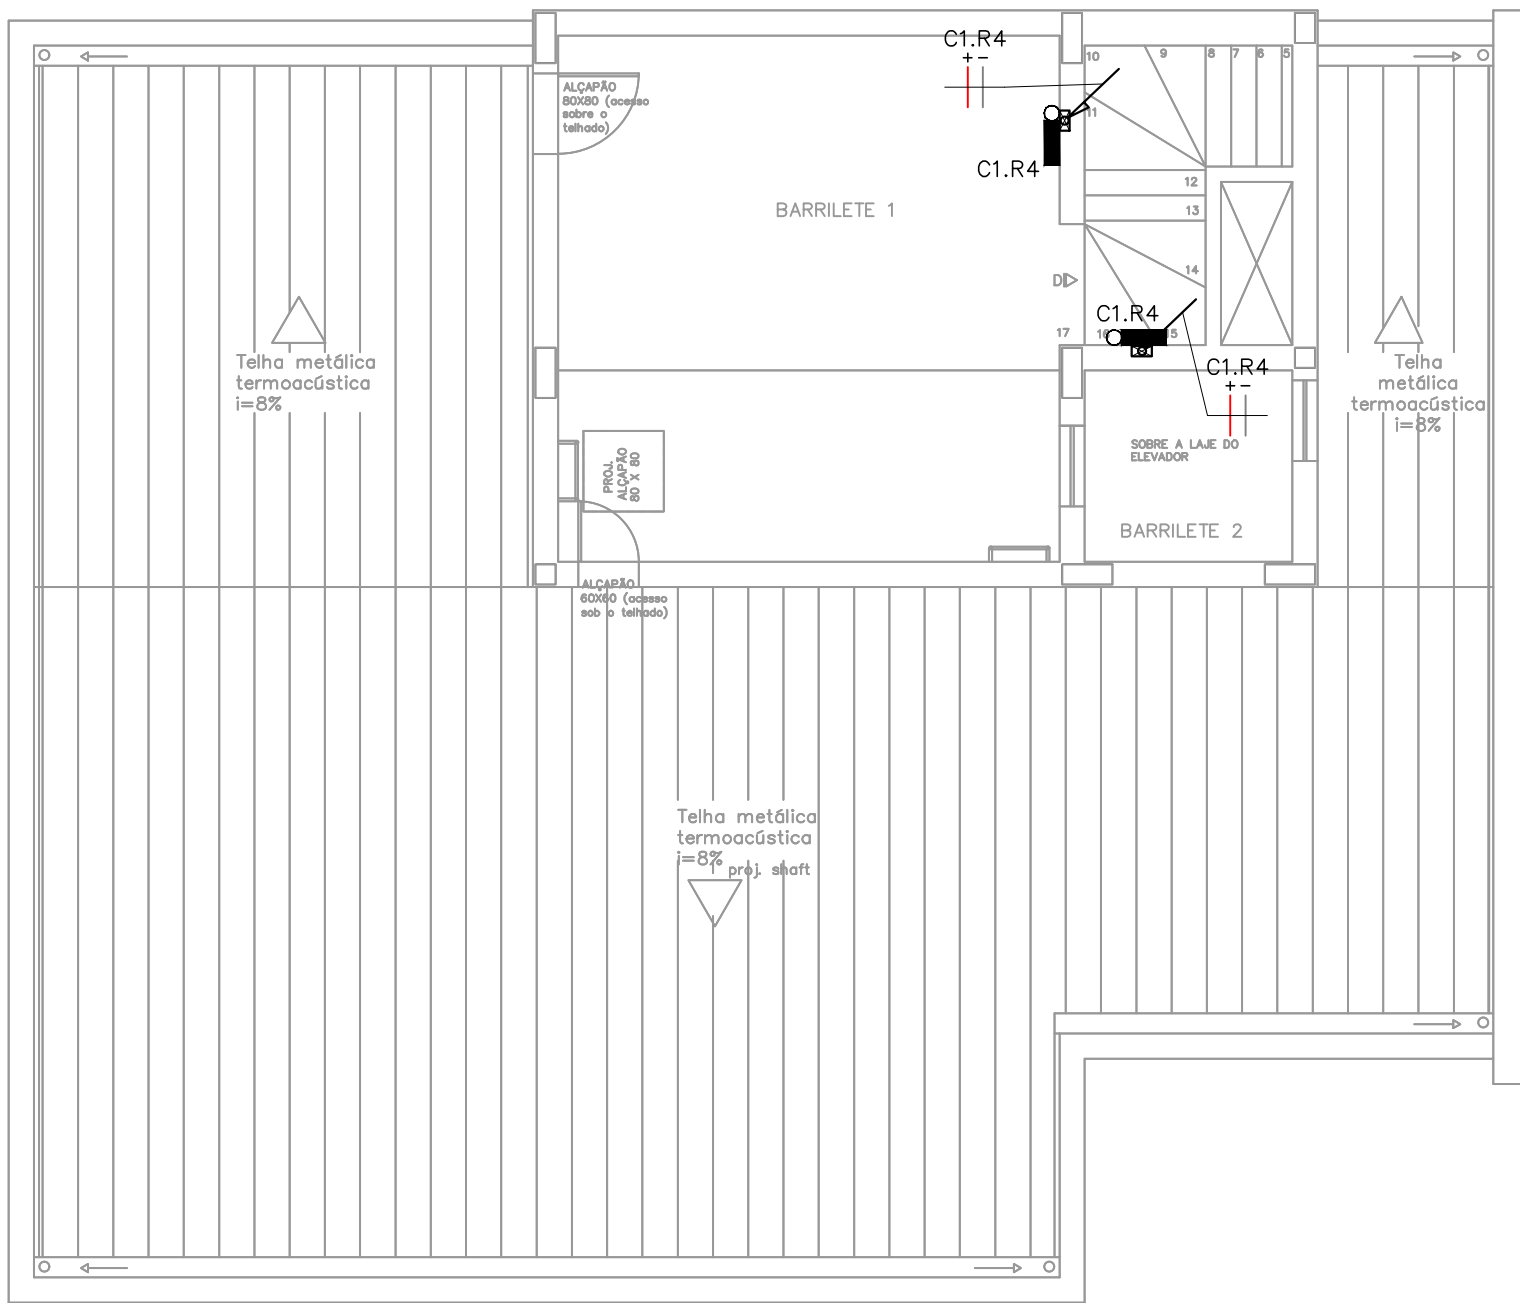 C1.R4
+ -
10
9
8
7
6
5
ALÇAPÃO
80X80 (acesso
sobre o
telhado)
11
C1.R4
12
13
BARRILETE 1
14
D
C1.R4
17
16
15
Telha metálica
termoacústica
i=8%
C1.R4
+ -
Telha
metálica
termoacústica
i=8%
SOBRE A LAJE DO
ELEVADOR
PROJ.
ALÇAPÃO
80 X 80
BARRILETE 2
ALÇAPÃO
60X60 (acesso
sob o telhado)
Telha metálica
termoacústica
i=8%
proj. shaft